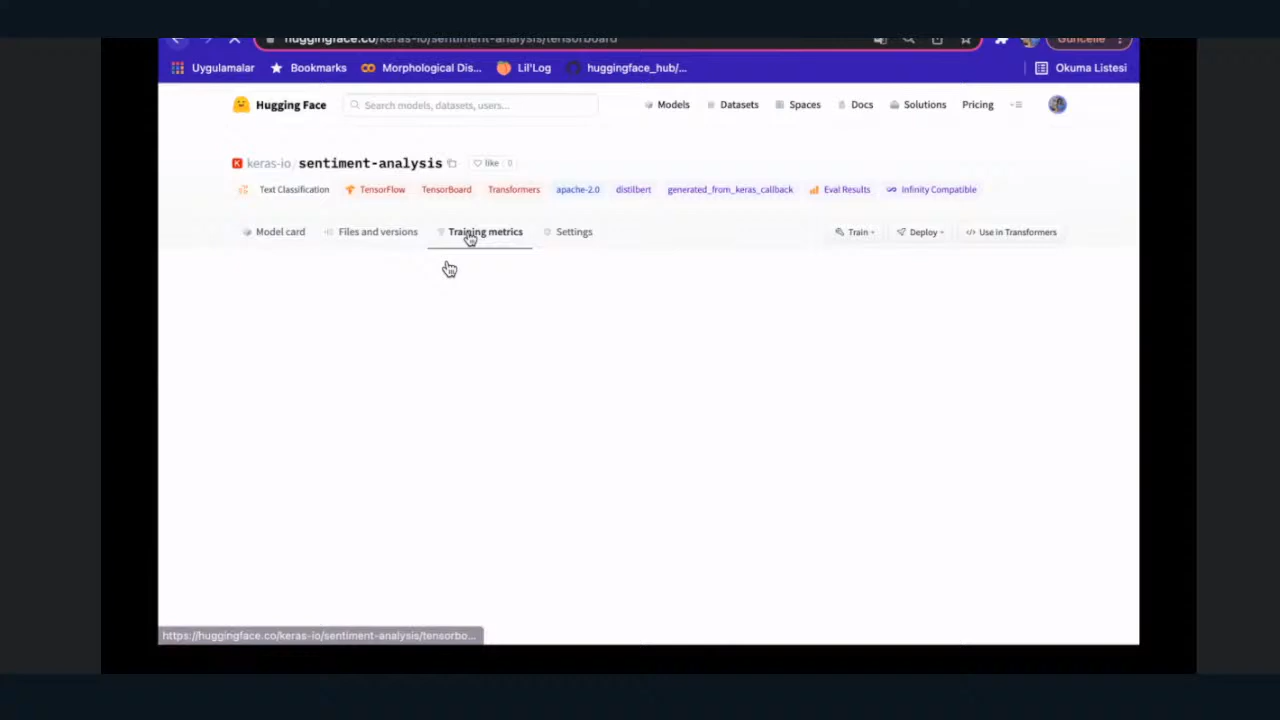 huggingface.co/keras-io/sentiment-analysis/tensorboard Güncelle
Uygulamalar Bookmarks Morphological Dis... Lil'Log huggingface_hub/... Okuma Listesi
Hugging Face Search models, datasets, users... Models Datasets Spaces Docs Solutions Pricing
keras-io/ sentiment-analysis like 0
Text Classification TensorFlow TensorBoard Transformers apache-2.0 distilbert generated_from_keras_callback Eval Results Infinity Compatible
Model card Files and versions Training metrics Settings Train Deploy </> Use in Transformers
https://huggingface.co/keras-io/sentiment-analysis/tensorbo...